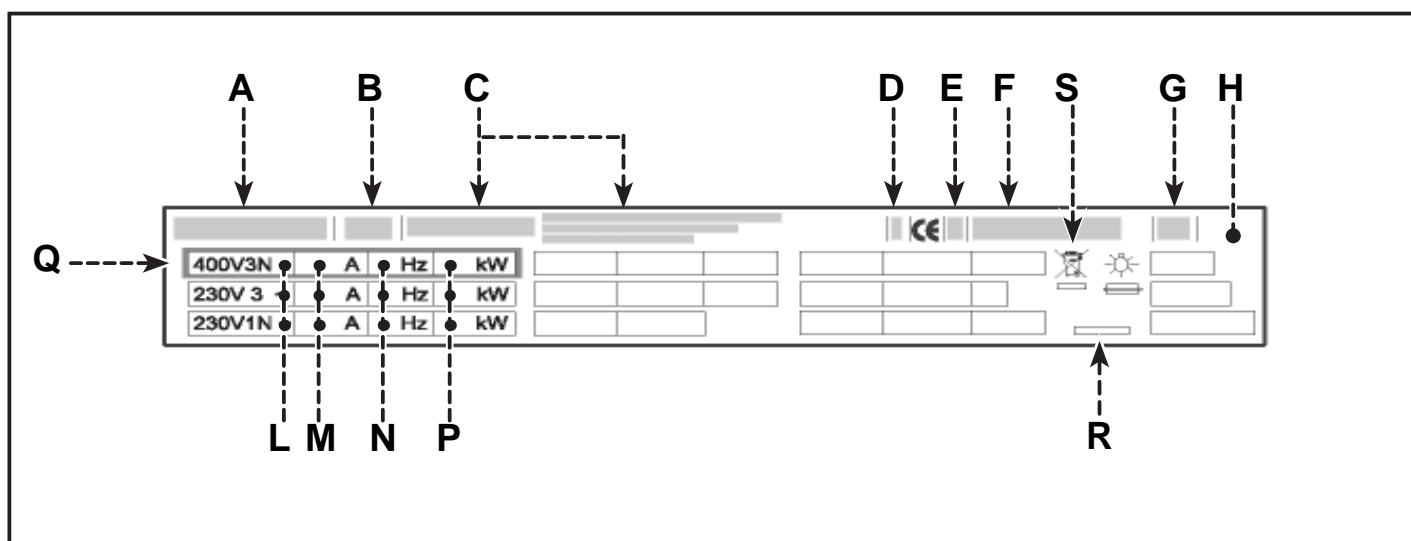 A B C D E F S G H
CE
Q 400V3N A Hz kW
230V 3 A Hz kW
230V1N A Hz kW
L M N P R